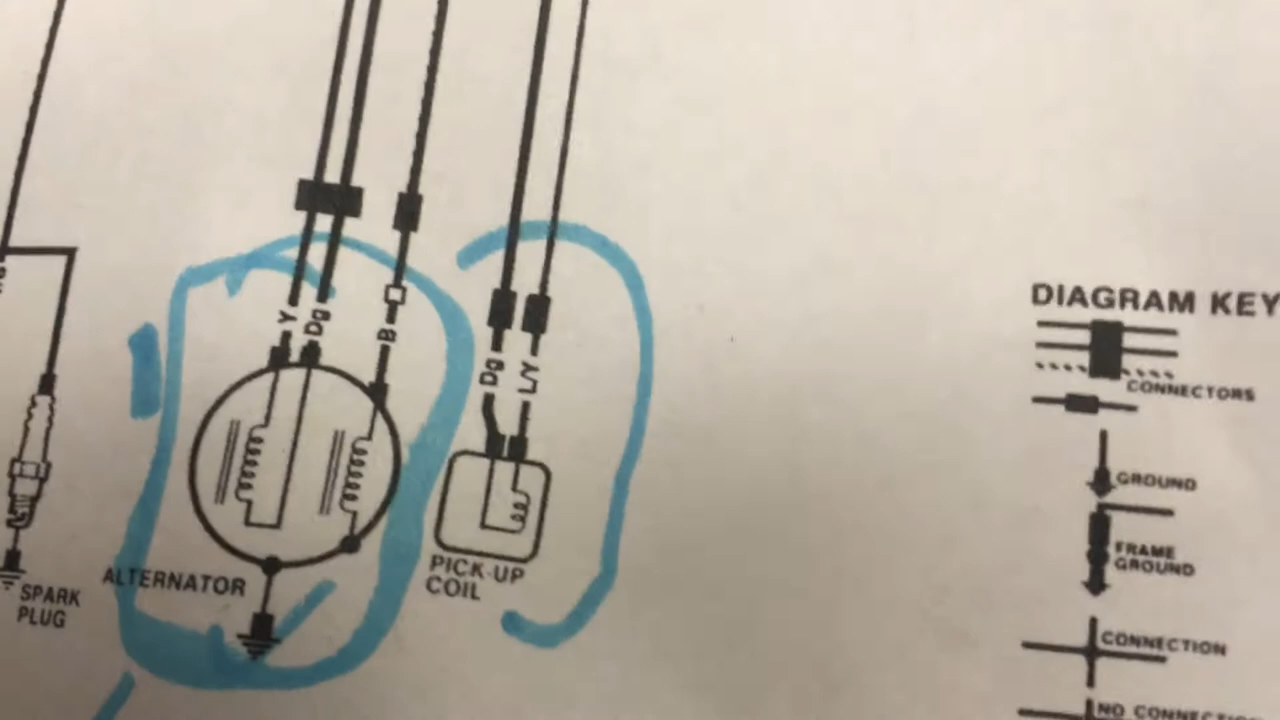 Y
Dg
B
Dg
L/Y
ALTERNATOR
PICK-UP
COIL
SPARK
PLUG
DIAGRAM KEY
CONNECTORS
GROUND
FRAME
GROUND
CONNECTION
NO CONNECTION